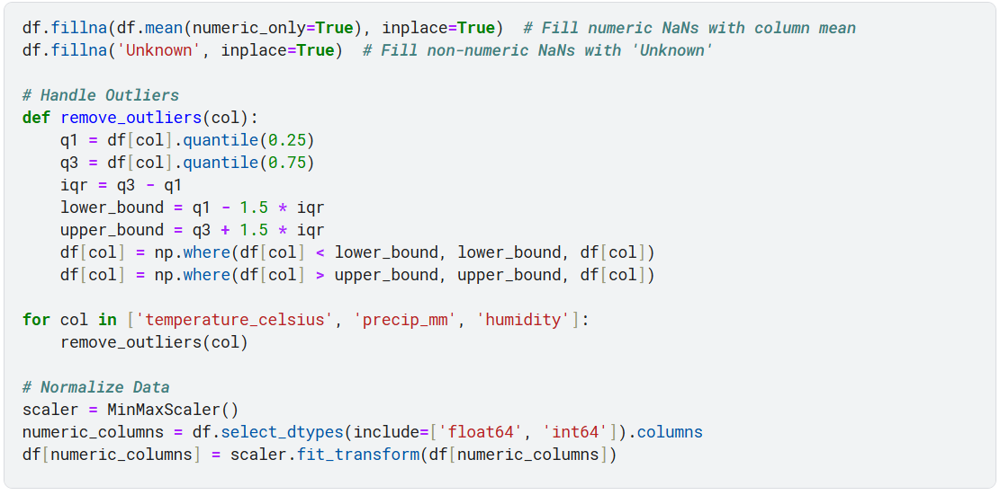 df.fillna(df.mean(numeric_only=True), inplace=True)  # Fill numeric NaNs with column mean
df.fillna('Unknown', inplace=True)  # Fill non-numeric NaNs with 'Unknown'

# Handle Outliers
def remove_outliers(col):
    q1 = df[col].quantile(0.25)
    q3 = df[col].quantile(0.75)
    iqr = q3 - q1
    lower_bound = q1 - 1.5 * iqr
    upper_bound = q3 + 1.5 * iqr
    df[col] = np.where(df[col] < lower_bound, lower_bound, df[col])
    df[col] = np.where(df[col] > upper_bound, upper_bound, df[col])

for col in ['temperature_celsius', 'precip_mm', 'humidity']:
    remove_outliers(col)

# Normalize Data
scaler = MinMaxScaler()
numeric_columns = df.select_dtypes(include=['float64', 'int64']).columns
df[numeric_columns] = scaler.fit_transform(df[numeric_columns])